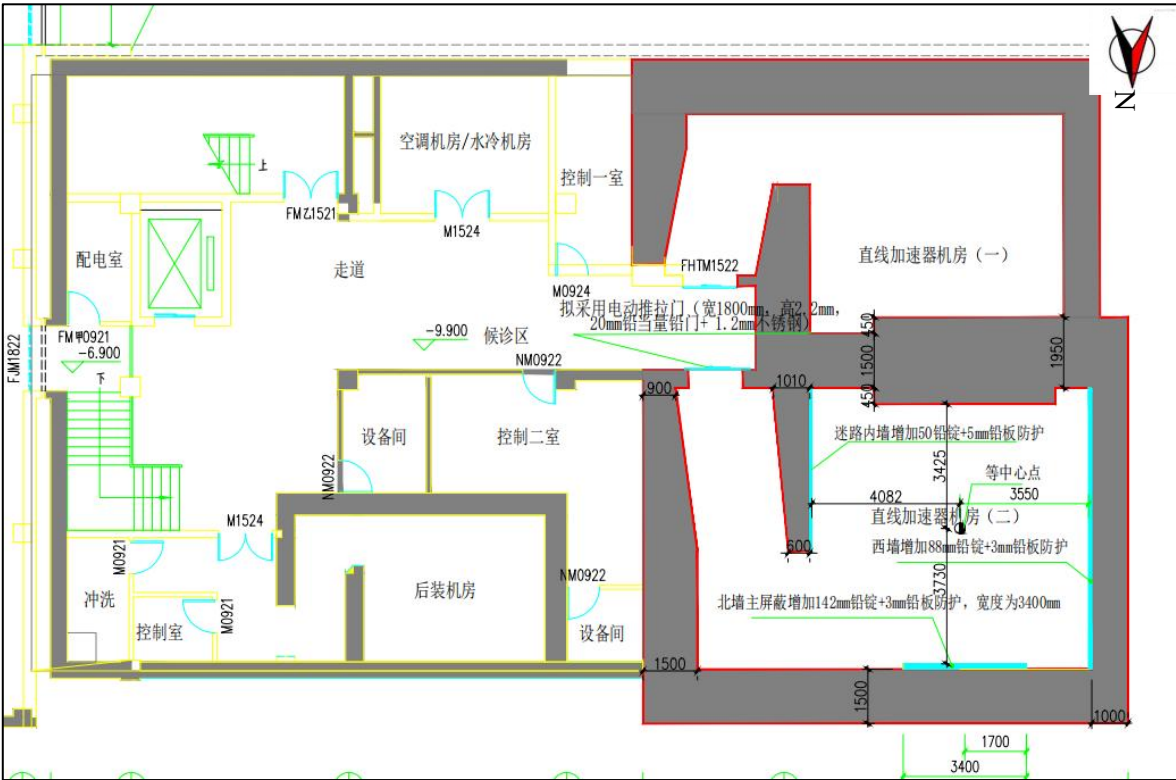 N
空调机房/水冷机房
控制一室
上
FM乙1521
M1524
配电室
走道
FHTM1522
直线加速器机房（一）
M0924
拟采用电动推拉门（宽1800mm，高2.2mm，
20mm铅当量铅门+ 1.2mm不锈钢）
FM甲0921
-6.900
FJM1822
下
-9.900
候诊区
NM0922
450
1500
450
1950
900
1010
设备间
控制二室
迷路内墙增加50铅锭+5mm铅板防护
3425
等中心点
4082
3550
NM0922
直线加速器机房（二）
M1524
600
西墙增加88mm铅锭+3mm铅板防护
M0921
NM0922
3730
后装机房
冲洗
M0921
北墙主屏蔽增加142mm铅锭+3mm铅板防护，宽度为3400mm
控制室
设备间
1500
1500
1000
1700
3400